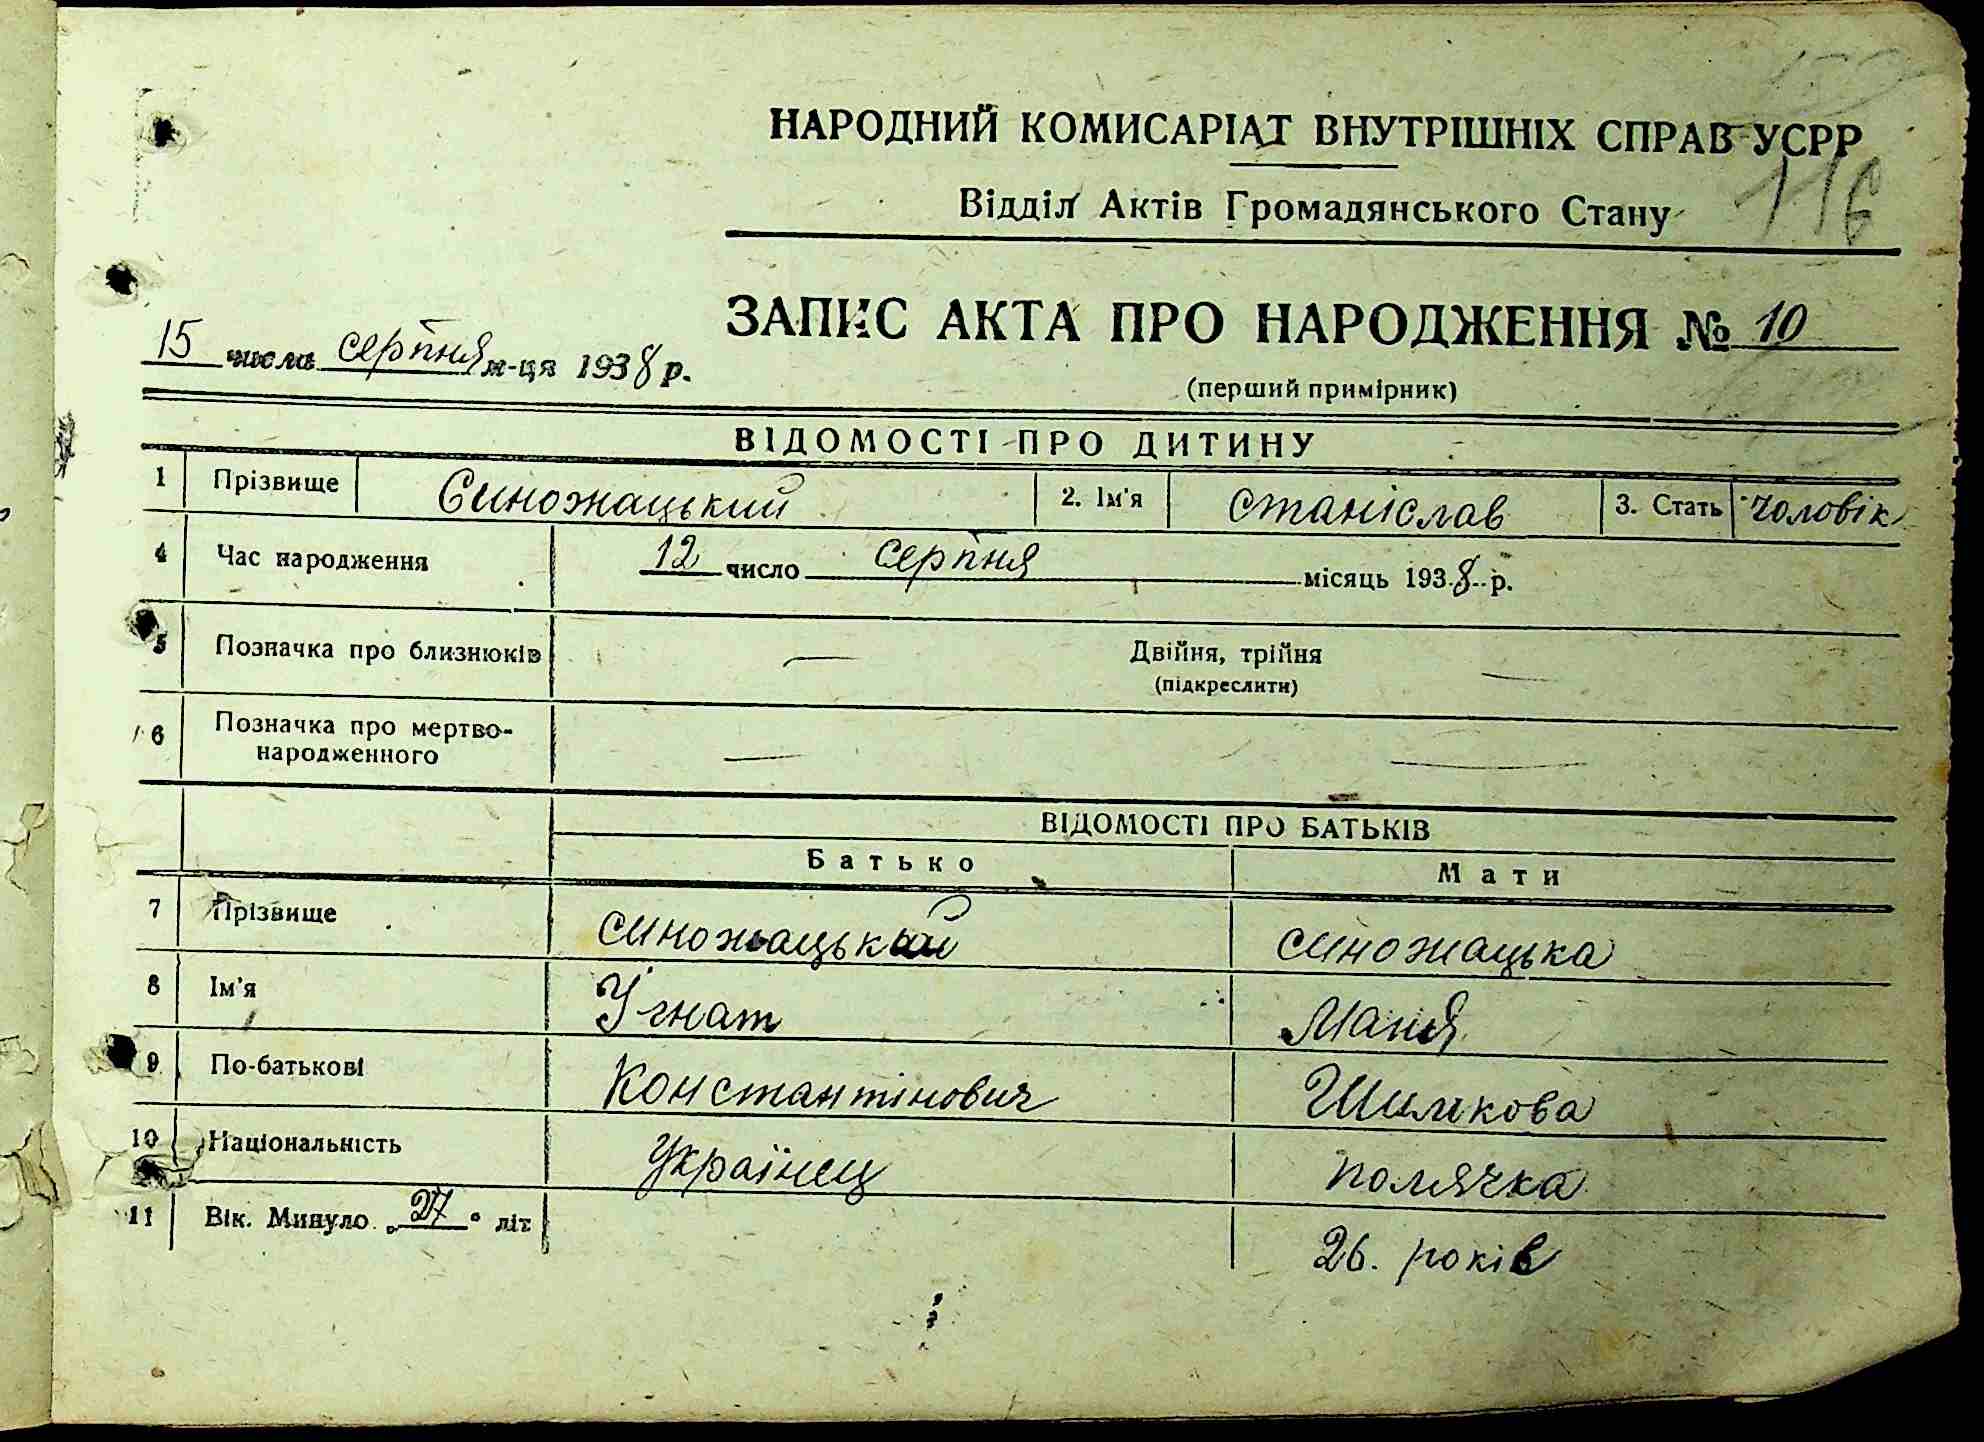 НАРОДНИЙ КОМИСАРІАТ ВНУТРІШНІХ СПРАВ УСРР
116
Відділ Актів Громадянського Стану
ЗАПИС АКТА ПРО НАРОДЖЕННЯ № 10
15 числа серпня м-ця 1938 р.
(перший примірник)
ВІДОМОСТІ ПРО ДИТИНУ
1 Прізвище Синожацький 2. Ім'я Станіслав 3. Стать чоловік
4 Час народження 12 число серпня місяць 1938 р.
5 Позначка про близнюків — Двійня, трійня —
(підкреслити)
6 Позначка про мертво-
народженного — —
ВІДОМОСТІ ПРО БАТЬКІВ
Батько Мати
7 Прізвище Синожацький Синожацька
8 Ім'я Ігнат Маня
9 По-батькові Константінович
10 Національність Українец полячка
11 Вік. Минуло „27" літ 26. років